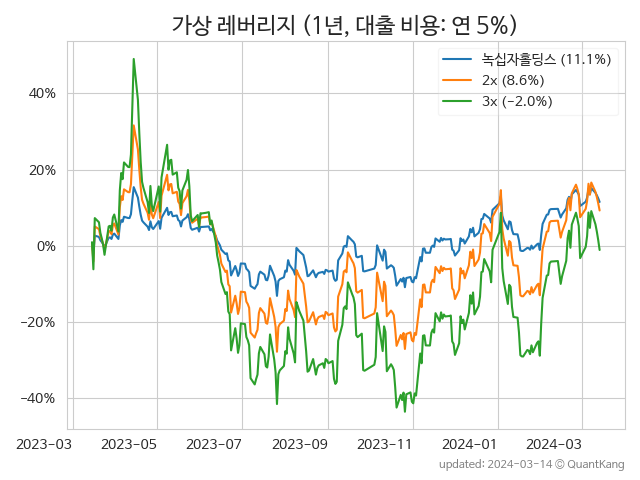 가상 레버리지 (1년, 대출 비용: 연 5%)
녹십자홀딩스 (11.1%)
2x (8.6%)
3x (−2.0%)
40%
20%
0%
−20%
−40%
2023−03 2023−05 2023−07 2023−09 2023−11 2024−01 2024−03
updated: 2024-03-14 © QuantKang